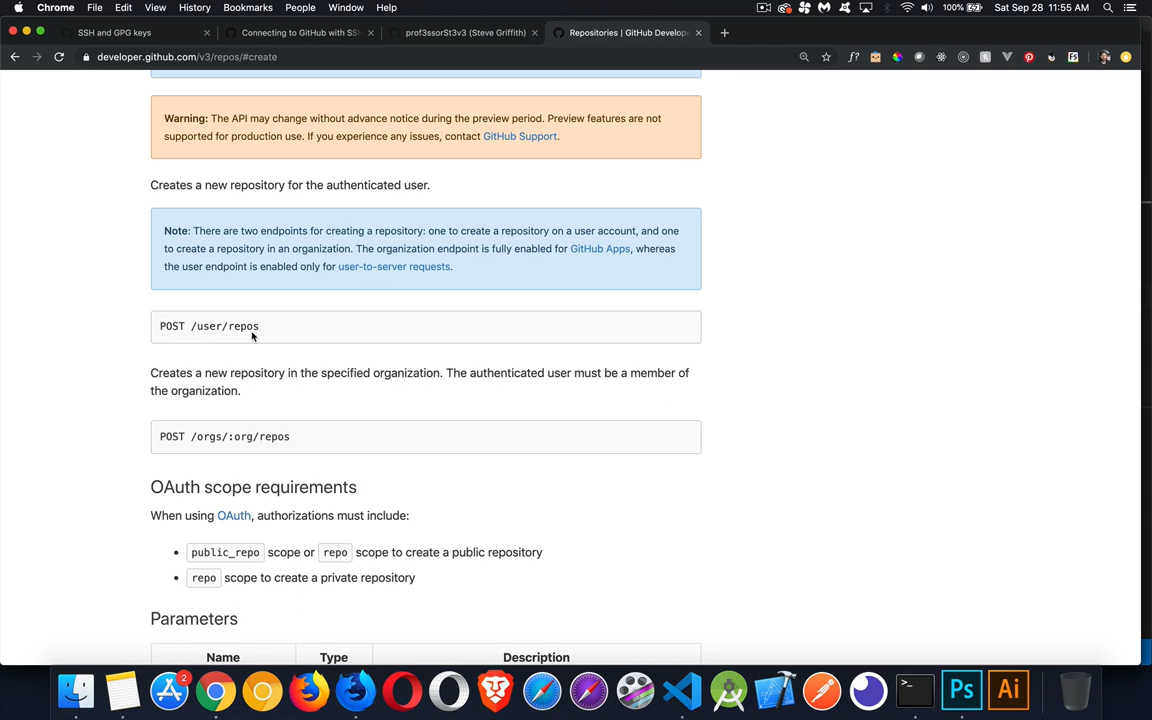 Chrome File Edit View History Bookmarks People Window Help 100% Sat Sep 28 11:55 AM
SSH and GPG keys × Connecting to GitHub with SSH × prof3ssorSt3v3 (Steve Griffith) × Repositories | GitHub Develope × +
developer.github.com/v3/repos/#create
Warning: The API may change without advance notice during the preview period. Preview features are not
supported for production use. If you experience any issues, contact GitHub Support.
Creates a new repository for the authenticated user.
Note: There are two endpoints for creating a repository: one to create a repository on a user account, and one
to create a repository in an organization. The organization endpoint is fully enabled for GitHub Apps, whereas
the user endpoint is enabled only for user-to-server requests.
POST /user/repos
Creates a new repository in the specified organization. The authenticated user must be a member of
the organization.
POST /orgs/:org/repos
OAuth scope requirements
When using OAuth, authorizations must include:
• public_repo scope or repo scope to create a public repository
• repo scope to create a private repository
Parameters
Name Type Description
2
>_
Ps
Ai